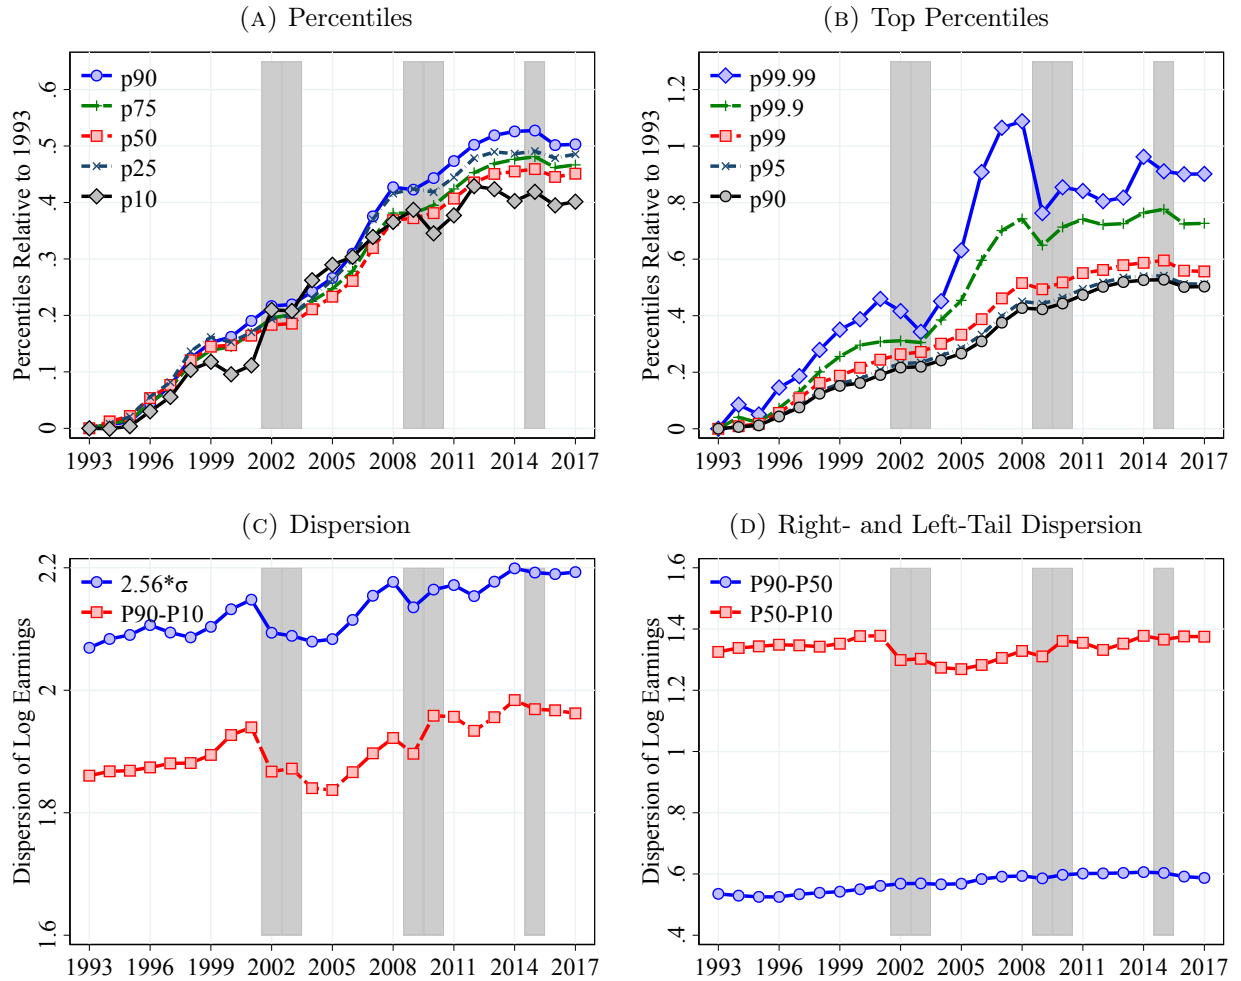 (A) Percentiles
Percentiles Relative to 1993
.6
.5
.4
.3
.2
.1
0
p90
p75
p50
p25
p10
1993 1996 1999 2002 2005 2008 2011 2014 2017
(B) Top Percentiles
Percentiles Relative to 1993
1.2
1
.8
.6
.4
.2
0
p99.99
p99.9
p99
p95
p90
1993 1996 1999 2002 2005 2008 2011 2014 2017
(C) Dispersion
Dispersion of Log Earnings
2.2
2
1.8
1.6
2.56*σ
P90-P10
1993 1996 1999 2002 2005 2008 2011 2014 2017
(D) Right- and Left-Tail Dispersion
Dispersion of Log Earnings
1.6
1.4
1.2
1
.8
.6
.4
P90-P50
P50-P10
1993 1996 1999 2002 2005 2008 2011 2014 2017